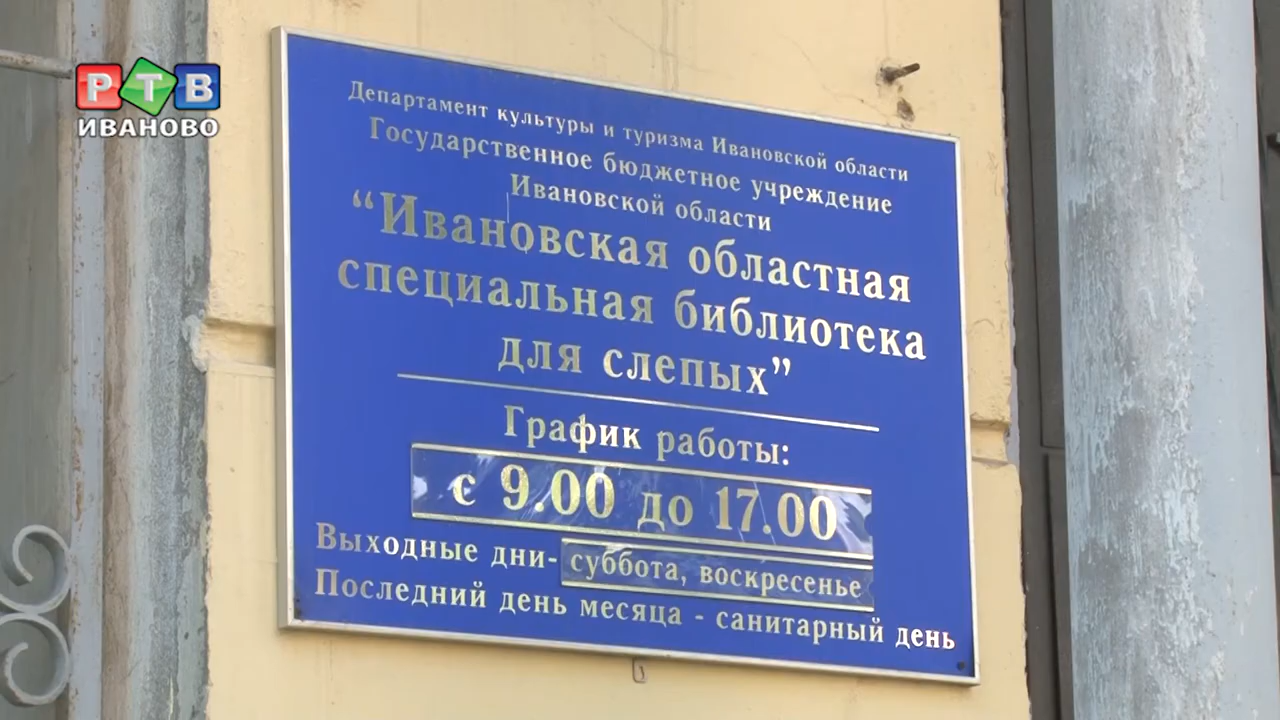 РТВ
ИВАНОВО
Департамент культуры и туризма Ивановской области
Государственное бюджетное учреждение
Ивановской области
“Ивановская областная
специальная библиотека
для слепых”
График работы:
с 9.00 до 17.00
Выходные дни- суббота, воскресенье
Последний день месяца - санитарный день